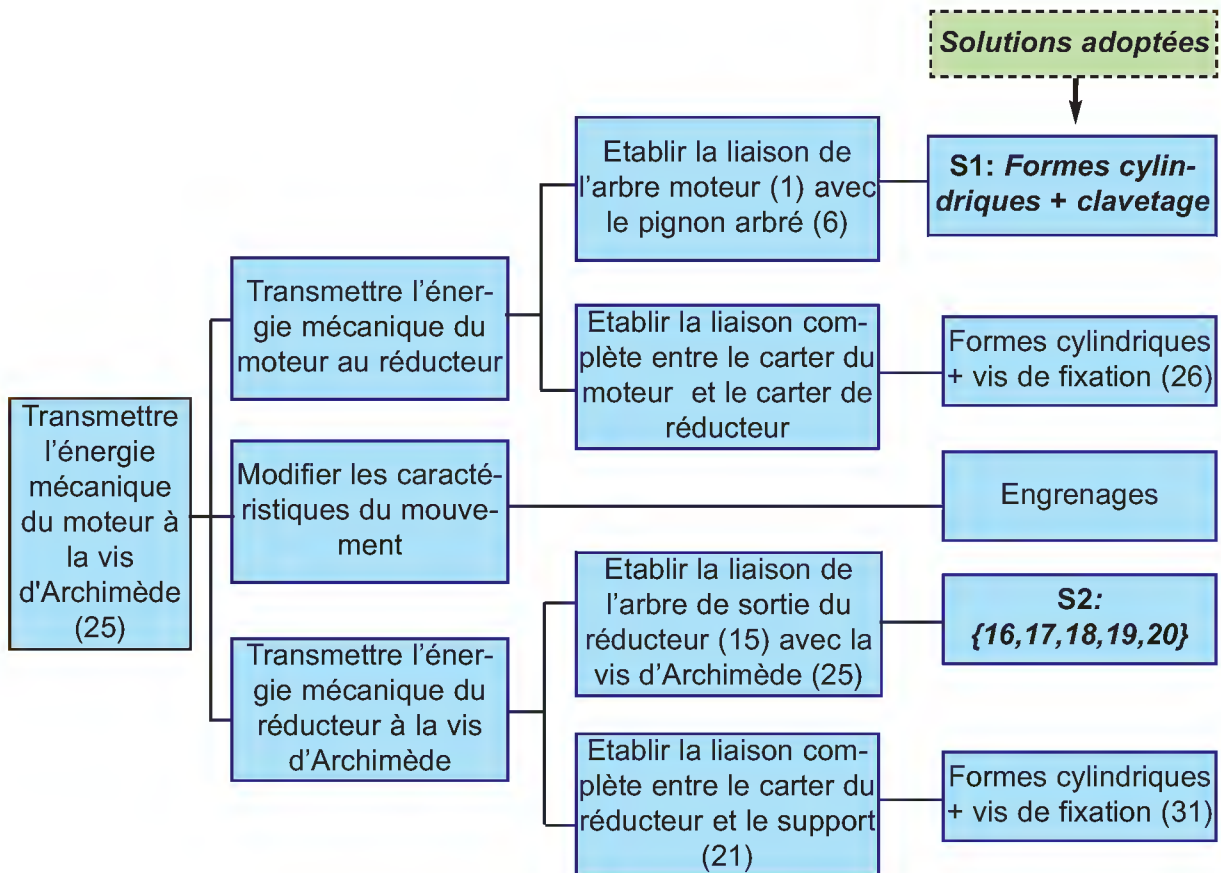 Solutions adoptées
Etablir la liaison de
l'arbre moteur (1) avec
le pignon arbré (6)
S1: Formes cylin-
driques + clavetage
Transmettre l'éner-
gie mécanique du
moteur au réducteur
Etablir la liaison com-
plète entre le carter du
moteur et le carter de
réducteur
Formes cylindriques
+ vis de fixation (26)
Transmettre
l'énergie
mécanique
du moteur à
la vis
d'Archimède
(25)
Modifier les caracté-
ristiques du mouve-
ment
Engrenages
Transmettre l'éner-
gie mécanique du
réducteur à la vis
d'Archimède
Etablir la liaison de
l'arbre de sortie du
réducteur (15) avec la
vis d'Archimède (25)
S2:
{16,17,18,19,20}
Etablir la liaison com-
plète entre le carter du
réducteur et le support
(21)
Formes cylindriques
+ vis de fixation (31)